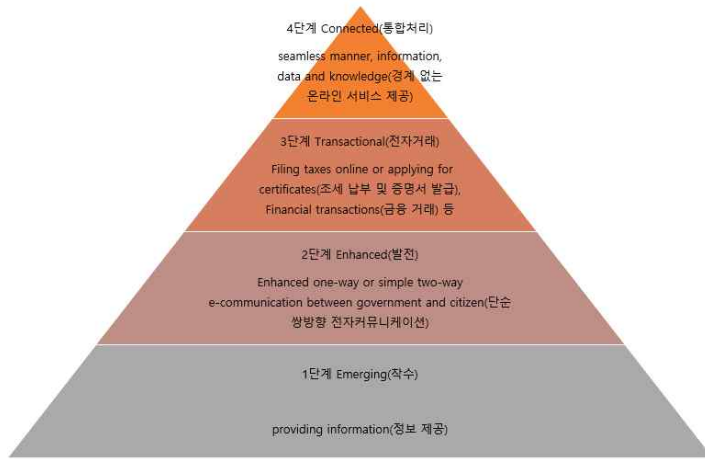 4단계 Connected(통합처리)
seamless manner, information,
data and knowledge(경계 없는
온라인 서비스 제공)
3단계 Transactional(전자거래)
Filing taxes online or applying for
certificates(조세 납부 및 증명서 발급),
Financial transactions(금융 거래) 등
2단계 Enhanced(발전)
Enhanced one-way or simple two-way
e-communication between government and citizen(단순
쌍방향 전자커뮤니케이션)
1단계 Emerging(착수)
providing information(정보 제공)